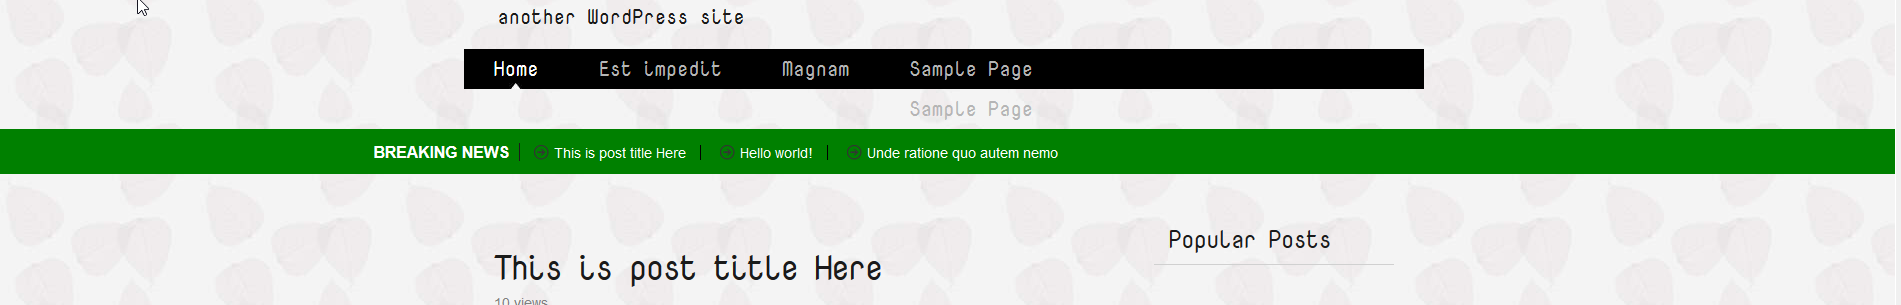 another WordPress site
Home Est impedit Magnam Sample Page
Sample Page
BREAKING NEWS This is post title Here Hello world! Unde ratione quo autem nemo
Popular Posts
This is post title Here
10 views